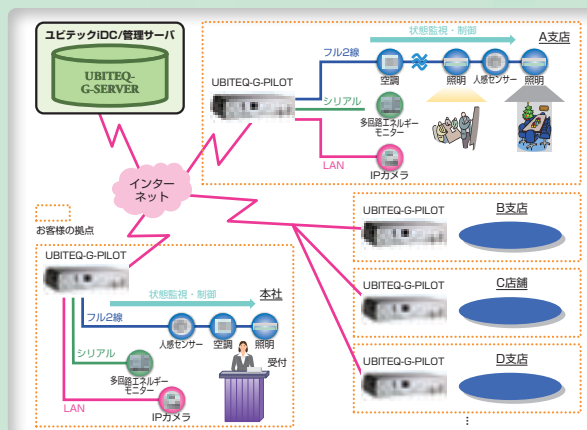 ユビテックiDC/管理サーバ
UBITEQ-
G-SERVER
A支店
状態監視・制御
フル2線
UBITEQ-G-PILOT
空調
照明
人感センサー
照明
シリアル
多回路エネルギー
モニター
LAN
IPカメラ
インター
ネット
お客様の拠点
UBITEQ-G-PILOT
B支店
UBITEQ-G-PILOT
C店舗
UBITEQ-G-PILOT
D支店
⋮
UBITEQ-G-PILOT
本社
状態監視・制御
フル2線
人感センサー
空調
照明
シリアル
受付
多回路エネルギー
モニター
LAN
IPカメラ